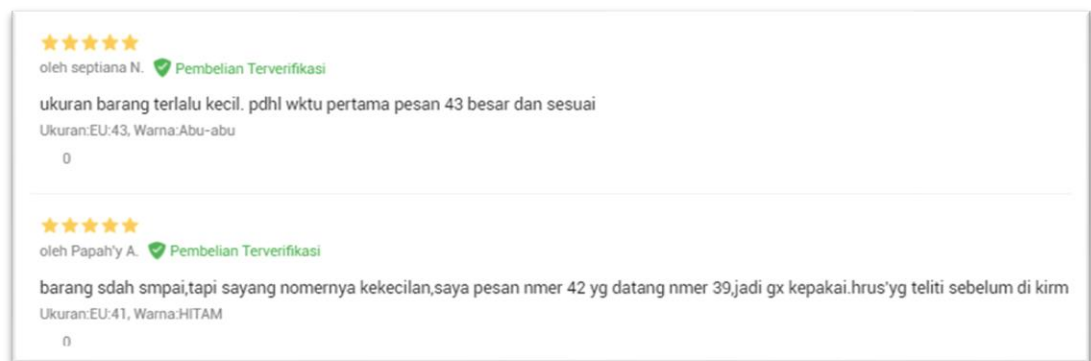 oleh septiana N. Pembelian Terverifikasi
ukuran barang terlalu kecil. pdhl wktu pertama pesan 43 besar dan sesuai
Ukuran:EU:43, Warna:Abu-abu
0
oleh Papah'y A. Pembelian Terverifikasi
barang sdah smpai,tapi sayang nomernya kekecilan,saya pesan nmer 42 yg datang nmer 39,jadi gx kepakai.hrus'yg teliti sebelum di kirm
Ukuran:EU:41, Warna:HITAM
0